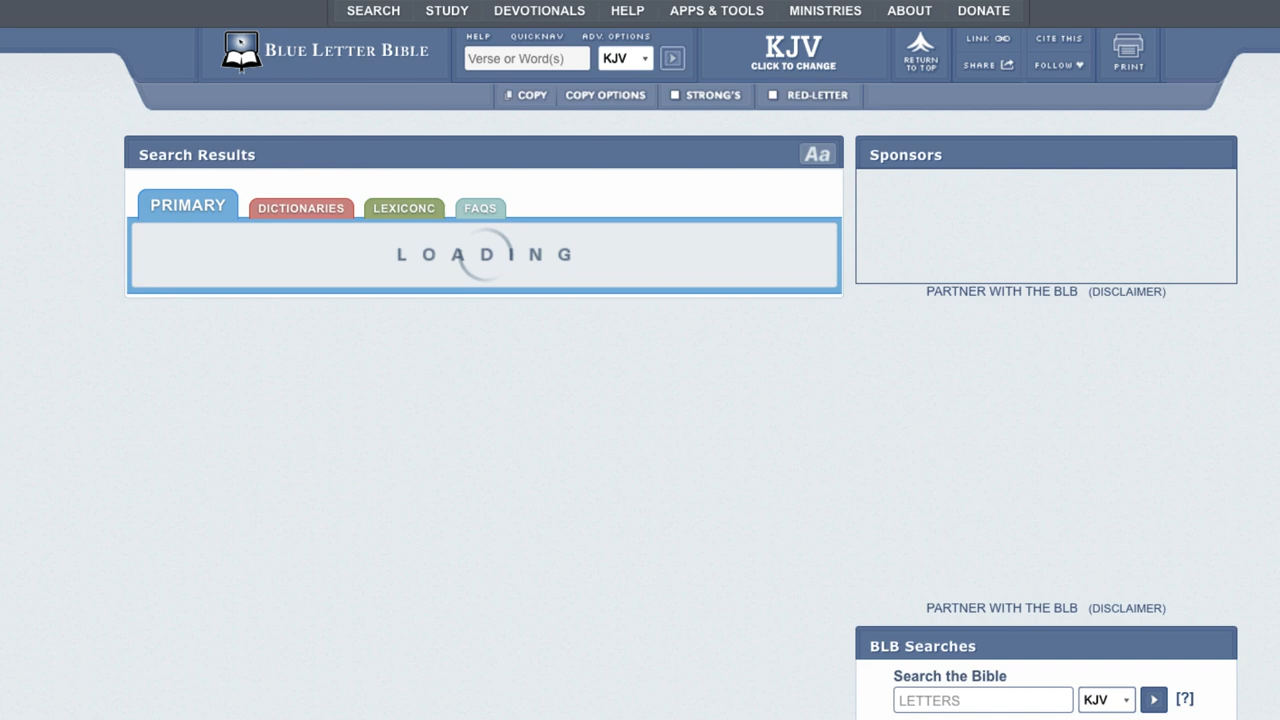 SEARCH STUDY DEVOTIONALS HELP APPS & TOOLS MINISTRIES ABOUT DONATE
BLUE LETTER BIBLE
HELP QUICKNAV ADV. OPTIONS
Verse or Word(s) KJV
KJV
CLICK TO CHANGE
RETURN
TO TOP
LINK CITE THIS
SHARE FOLLOW
PRINT
COPY COPY OPTIONS STRONG'S RED-LETTER
Search Results Aa
PRIMARY DICTIONARIES LEXICONC FAQS
LOADING
Sponsors
PARTNER WITH THE BLB (DISCLAIMER)
PARTNER WITH THE BLB (DISCLAIMER)
BLB Searches
Search the Bible
LETTERS KJV [?]